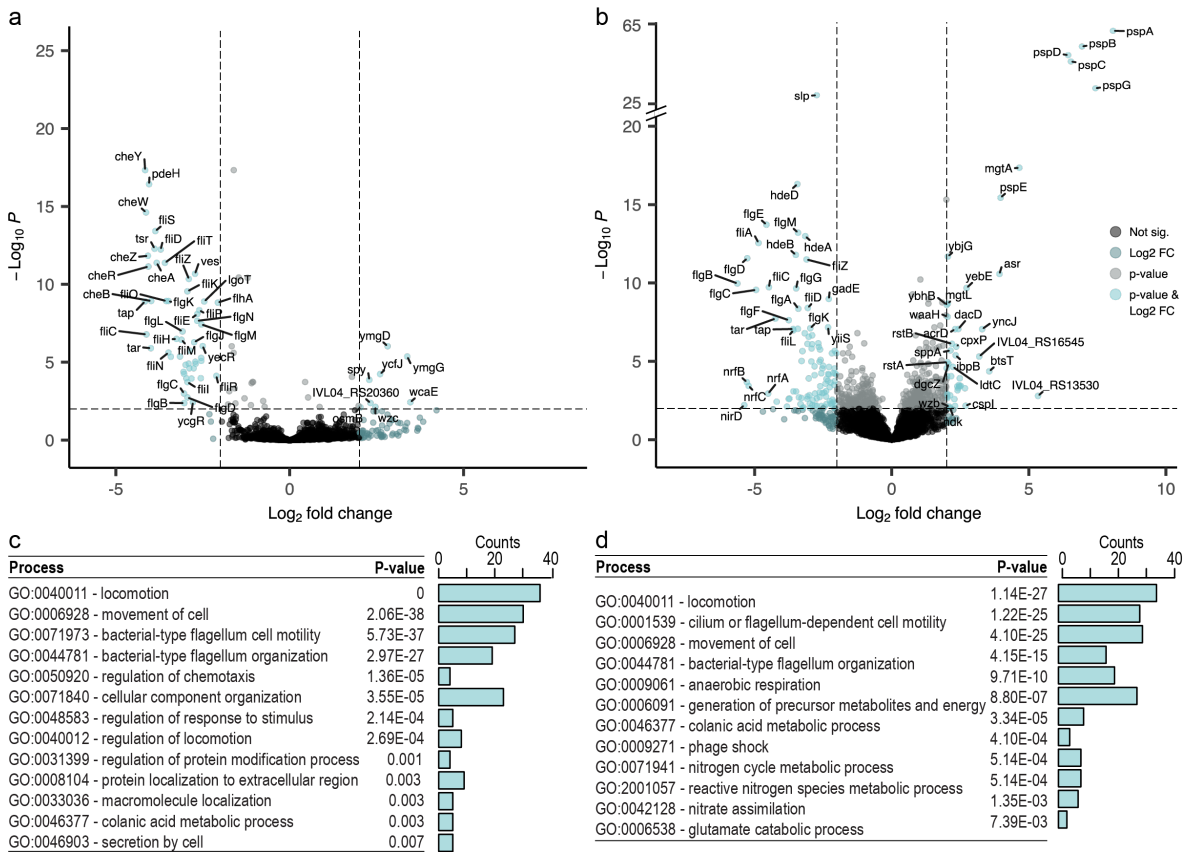 a
25
20
15
10
5
0
−Log10 P
-5
0
5
Log2 fold change
cheY
pdeH
cheW
fliS
tsr
fliD
fliT
cheZ
fliZ
ves
cheR
cheA
fliK
flgT
cheB
fliO
flgK
flhA
tap
fliE
fliP
flgN
flgL
fliC
flgJ
flgM
fliH
tar
fliM
yecR
fliN
flgC
fliI
fliR
flgB
flgD
ycgR
ymgD
ymgG
spy
ycfJ
IVL04_RS20360
wcaE
osmB
wzc
b
65
25
20
15
10
5
0
−Log10 P
-5
0
5
10
Log2 fold change
pspA
pspB
pspD
pspC
pspG
slp
mgtA
hdeD
pspE
flgE
flgM
fliA
hdeB
hdeA
ybjG
flgD
fliZ
asr
flgB
fliC
flgG
yebE
flgC
gadE
flgA
fliD
ybhB
mgtL
flgF
waaH
dacD
flgK
tar
tap
rstB
acrD
yncJ
fliL
yiiS
cpxP
IVL04_RS16545
sppA
rstA
ibpB
btsT
nrfB
nrfA
dgcZ
ldtC
IVL04_RS13530
nrfC
wzb
cspI
nirD
ndk
Not sig.
Log2 FC
p-value
p-value &
Log2 FC
c
Counts
0 20 40
Process P-value
GO:0040011 - locomotion 0
GO:0006928 - movement of cell 2.06E-38
GO:0071973 - bacterial-type flagellum cell motility 5.73E-37
GO:0044781 - bacterial-type flagellum organization 2.97E-27
GO:0050920 - regulation of chemotaxis 1.36E-05
GO:0071840 - cellular component organization 3.55E-05
GO:0048583 - regulation of response to stimulus 2.14E-04
GO:0040012 - regulation of locomotion 2.69E-04
GO:0031399 - regulation of protein modification process 0.001
GO:0008104 - protein localization to extracellular region 0.003
GO:0033036 - macromolecule localization 0.003
GO:0046377 - colanic acid metabolic process 0.003
GO:0046903 - secretion by cell 0.007
d
Counts
0 20 40
Process P-value
GO:0040011 - locomotion 1.14E-27
GO:0001539 - cilium or flagellum-dependent cell motility 1.22E-25
GO:0006928 - movement of cell 4.10E-25
GO:0044781 - bacterial-type flagellum organization 4.15E-15
GO:0009061 - anaerobic respiration 9.71E-10
GO:0006091 - generation of precursor metabolites and energy 8.80E-07
GO:0046377 - colanic acid metabolic process 3.34E-05
GO:0009271 - phage shock 4.10E-04
GO:0071941 - nitrogen cycle metabolic process 5.14E-04
GO:2001057 - reactive nitrogen species metabolic process 5.14E-04
GO:0042128 - nitrate assimilation 1.35E-03
GO:0006538 - glutamate catabolic process 7.39E-03